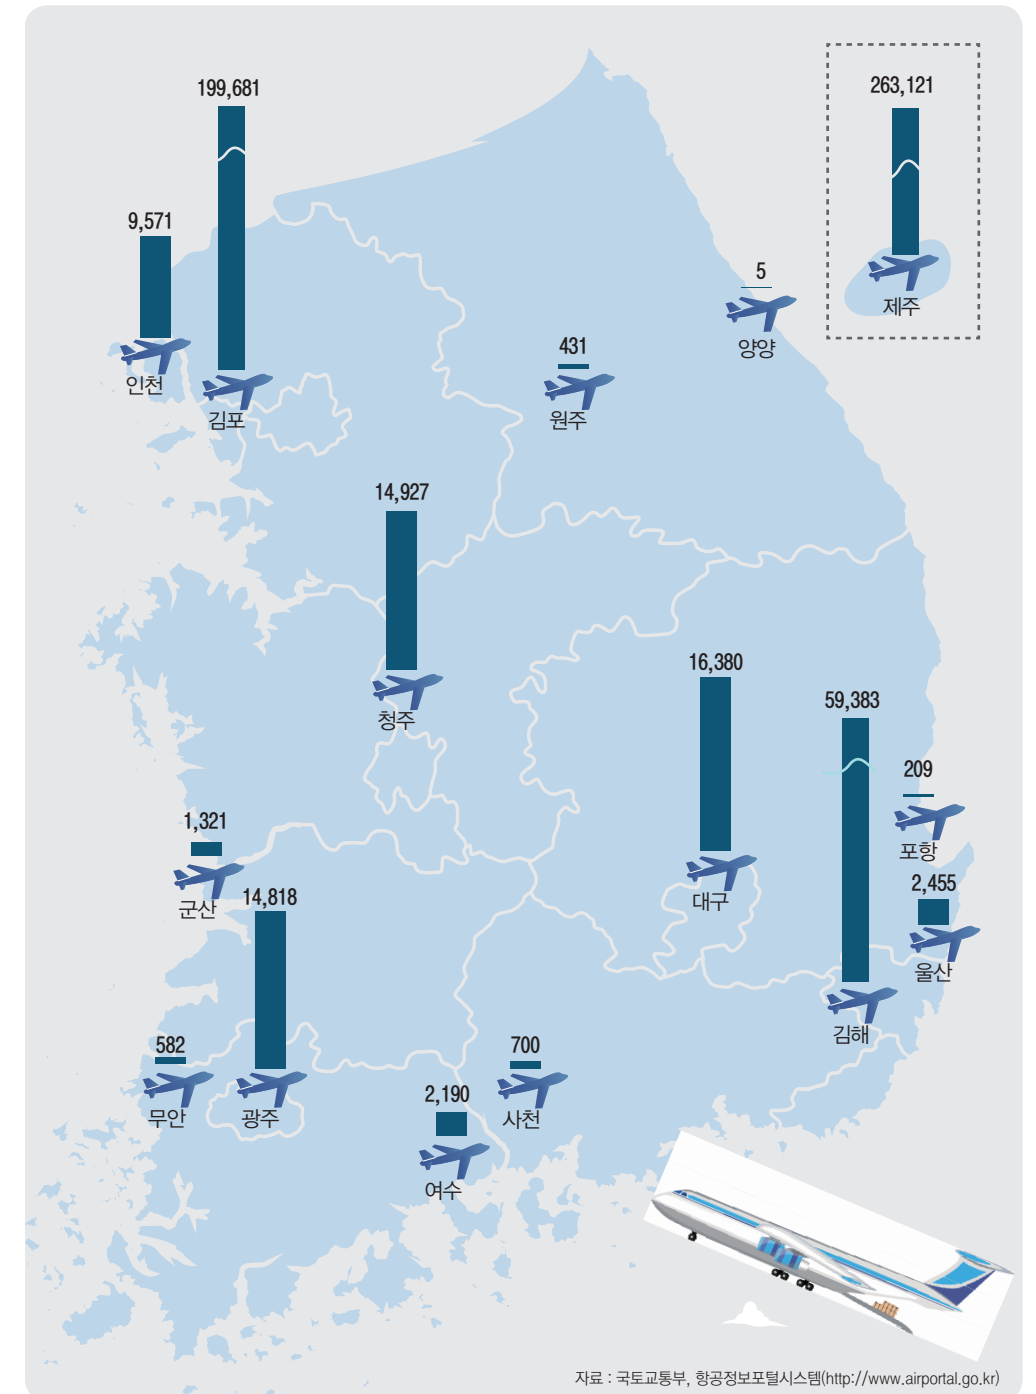 199,681
263,121
9,571
5
제주
양양
431
인천
김포
원주
14,927
16,380
59,383
청주
209
1,321
포항
2,455
14,818
대구
군산
울산
김해
582
700
2,190
무안
광주
사천
여수
자료 : 국토교통부, 항공정보포털시스템(http://www.airportal.go.kr)